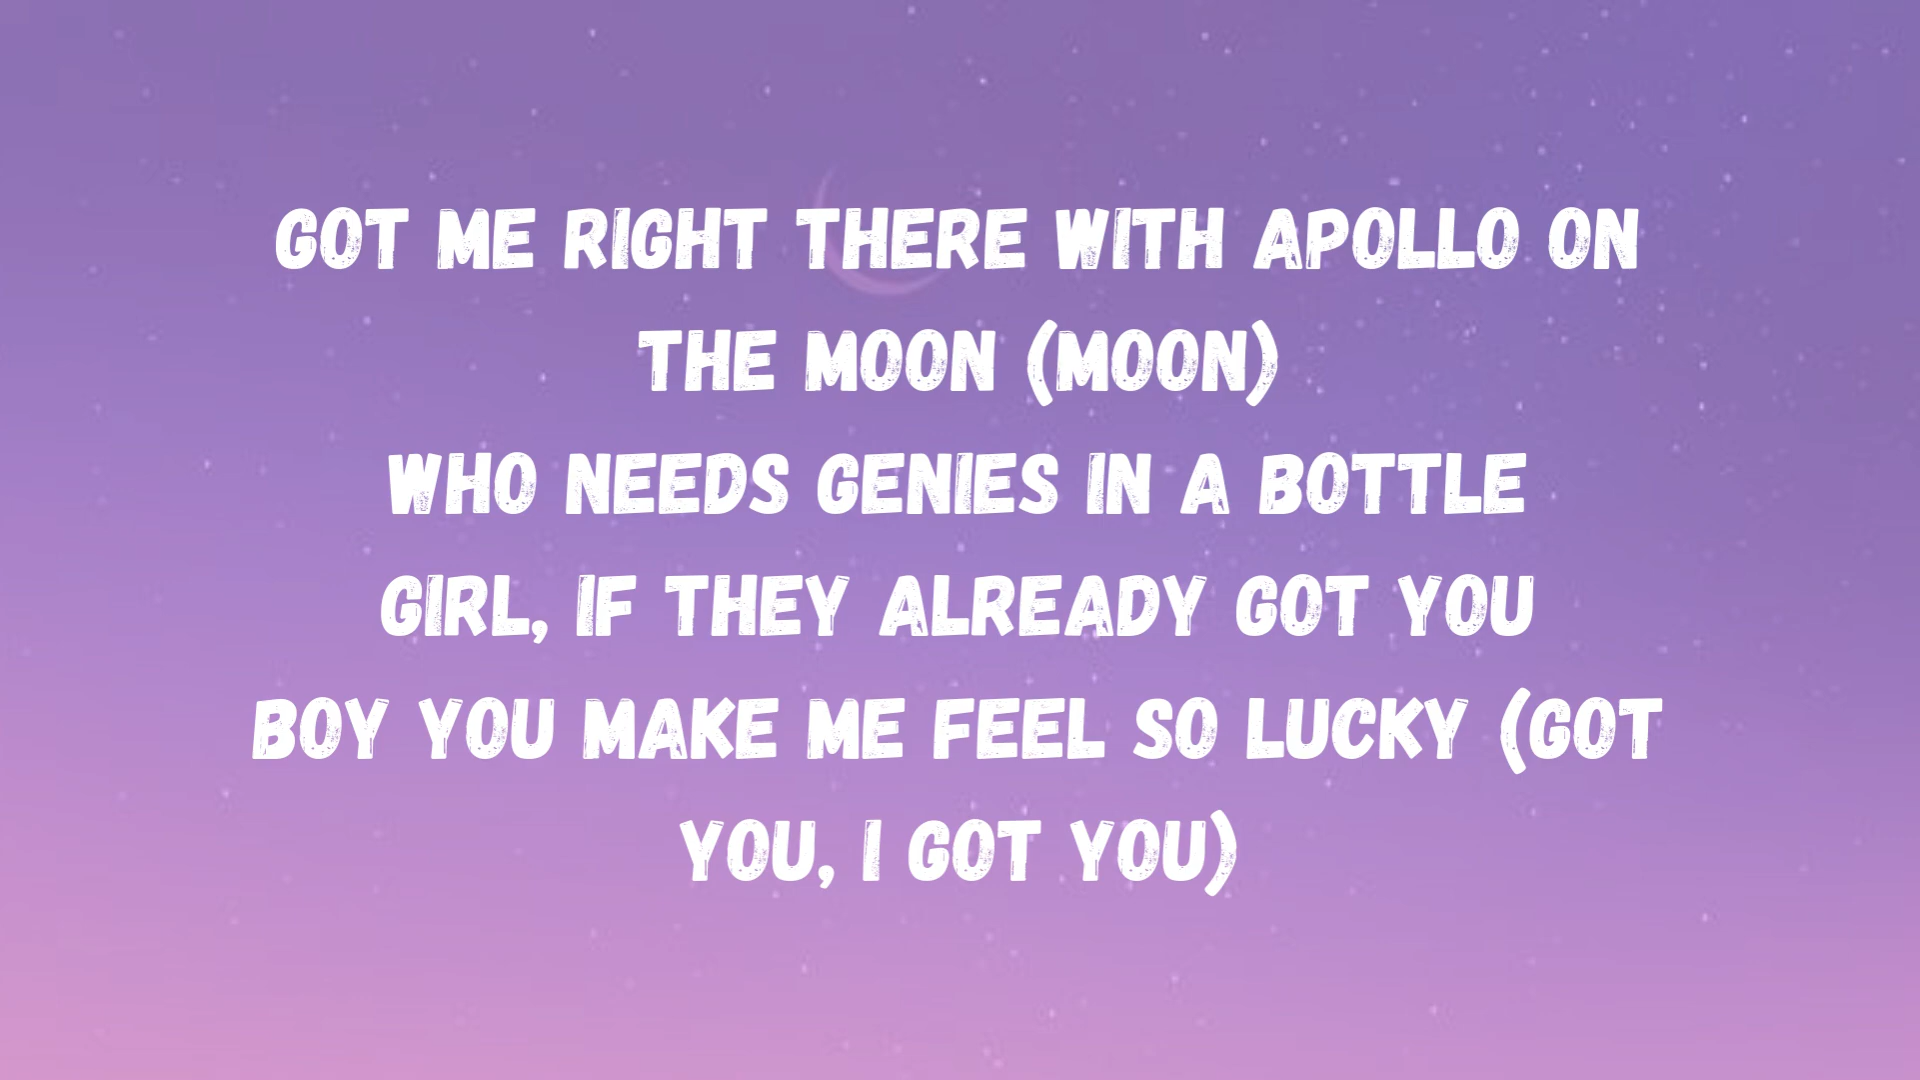 GOT ME RIGHT THERE WITH APOLLO ON
THE MOON (MOON)
WHO NEEDS GENIES IN A BOTTLE
GIRL, IF THEY ALREADY GOT YOU
BOY YOU MAKE ME FEEL SO LUCKY (GOT
YOU, I GOT YOU)